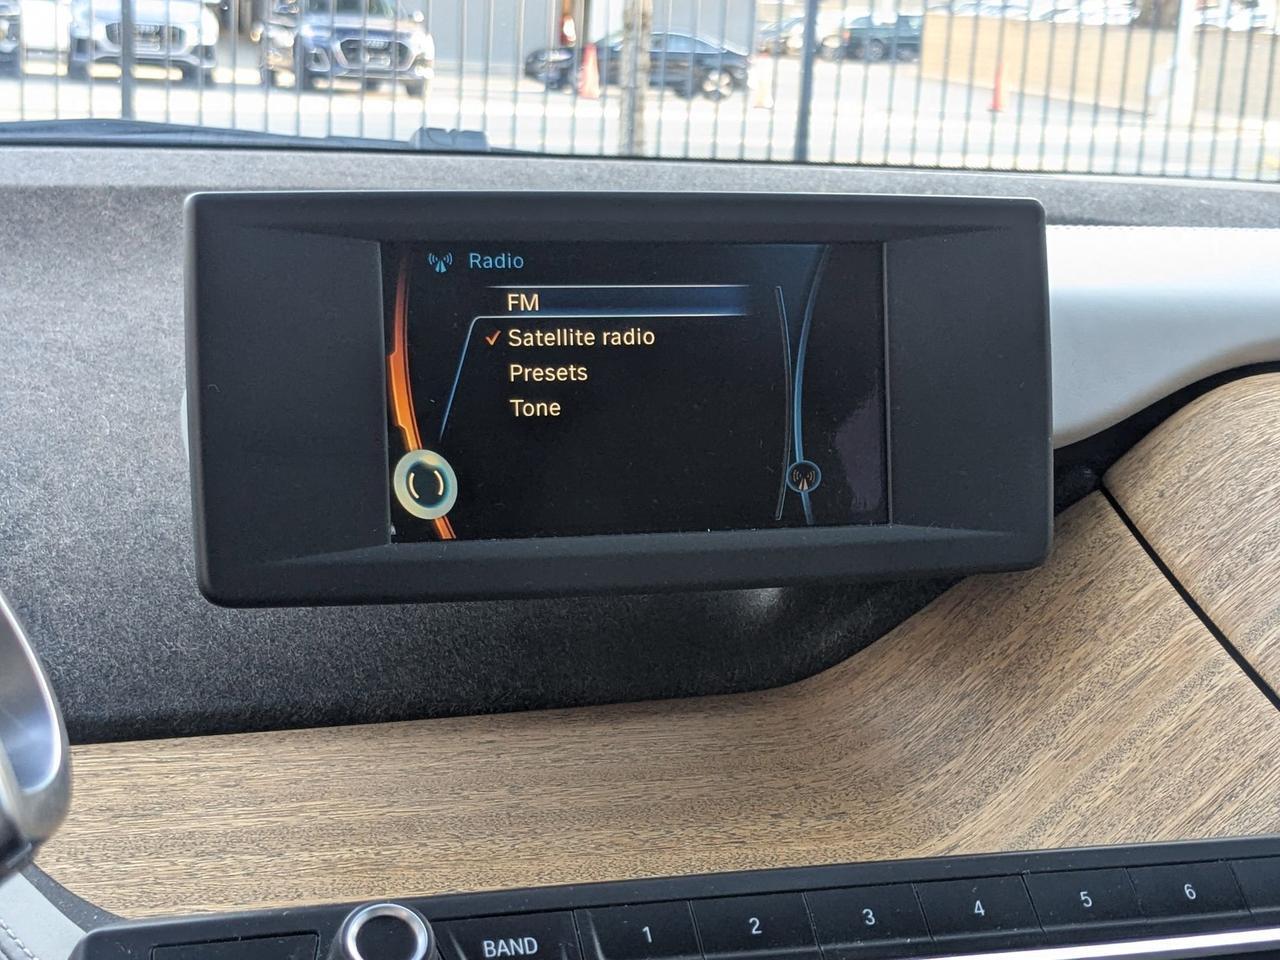 Radio
FM
✓ Satellite radio
Presets
Tone
BAND 1 2 3 4 5 6